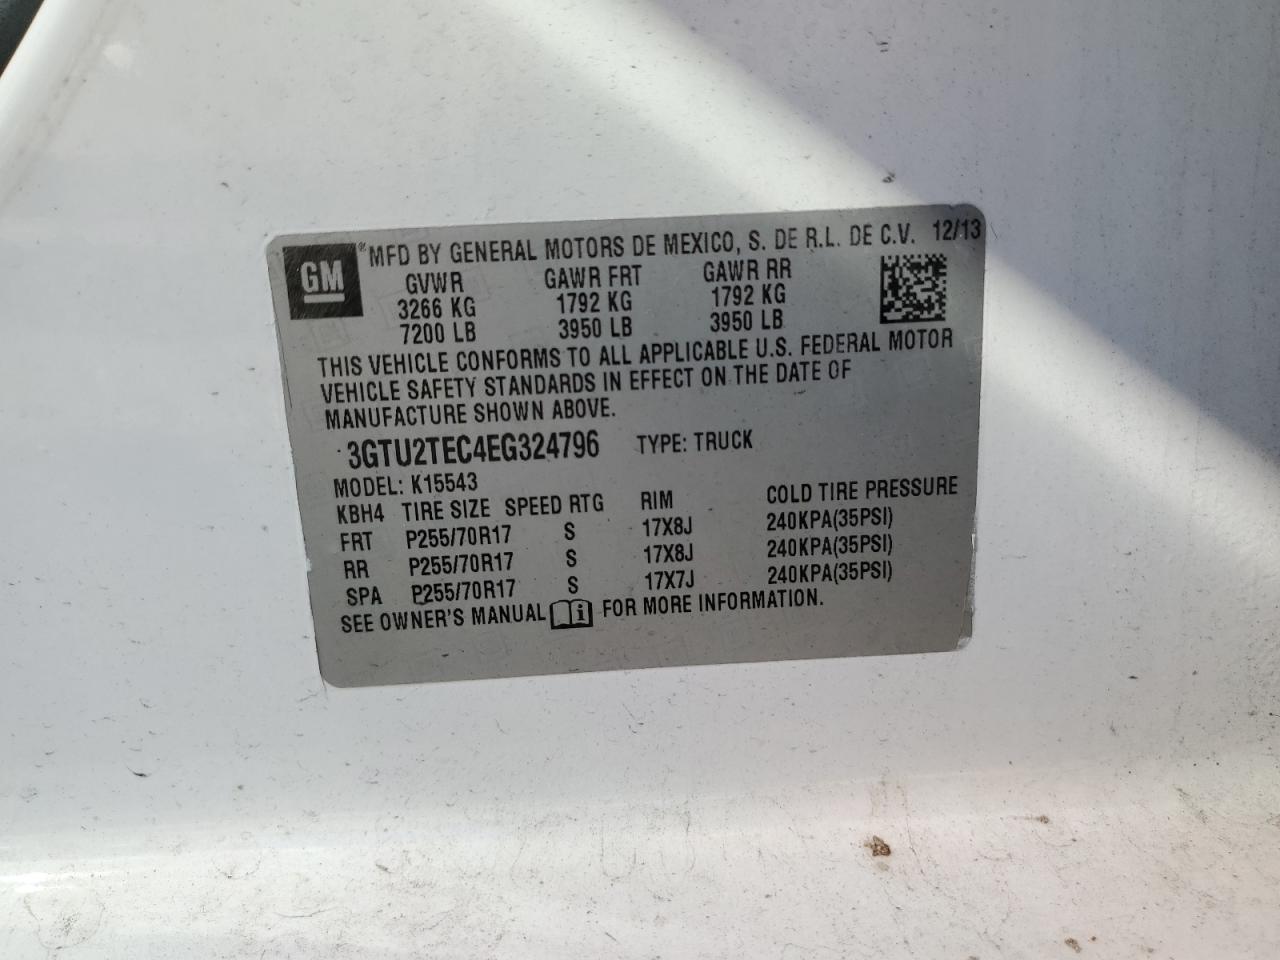 GM
®MFD BY GENERAL MOTORS DE MEXICO, S. DE R.L. DE C.V. 12/13
GVWR GAWR FRT GAWR RR
3266 KG 1792 KG 1792 KG
7200 LB 3950 LB 3950 LB
THIS VEHICLE CONFORMS TO ALL APPLICABLE U.S. FEDERAL MOTOR
VEHICLE SAFETY STANDARDS IN EFFECT ON THE DATE OF
MANUFACTURE SHOWN ABOVE.
3GTU2TEC4EG324796 TYPE: TRUCK
MODEL: K15543
KBH4 TIRE SIZE SPEED RTG RIM COLD TIRE PRESSURE
FRT P255/70R17 S 17X8J 240KPA(35PSI)
RR P255/70R17 S 17X8J 240KPA(35PSI)
SPA P255/70R17 S 17X7J 240KPA(35PSI)
SEE OWNER'S MANUAL i FOR MORE INFORMATION.